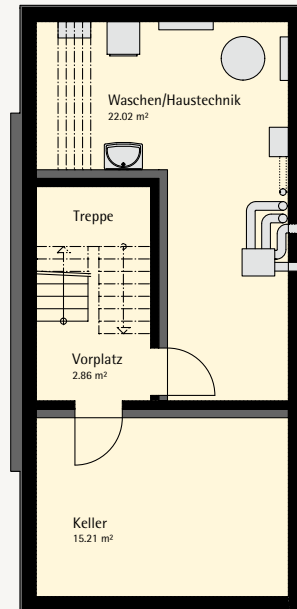 Waschen/Haustechnik
22.02 m²
Treppe
Vorplatz
2.86 m²
Keller
15.21 m²